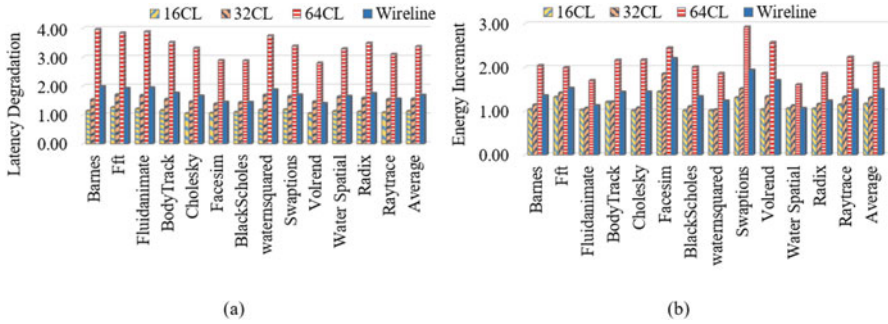 16CL 32CL 64CL Wireline
Latency Degradation
4.00
3.00
2.00
1.00
0.00
Barnes
Fft
Fluidanimate
BodyTrack
Cholesky
Facesim
BlackScholes
waternsquared
Swaptions
Volrend
Water Spatial
Radix
Raytrace
Average
(a)
16CL 32CL 64CL Wireline
Energy Increment
3.00
2.00
1.00
0.00
Barnes
Fft
Fluidanimate
BodyTrack
Cholesky
Facesim
BlackScholes
waternsquared
Swaptions
Volrend
Water Spatial
Radix
Raytrace
Average
(b)